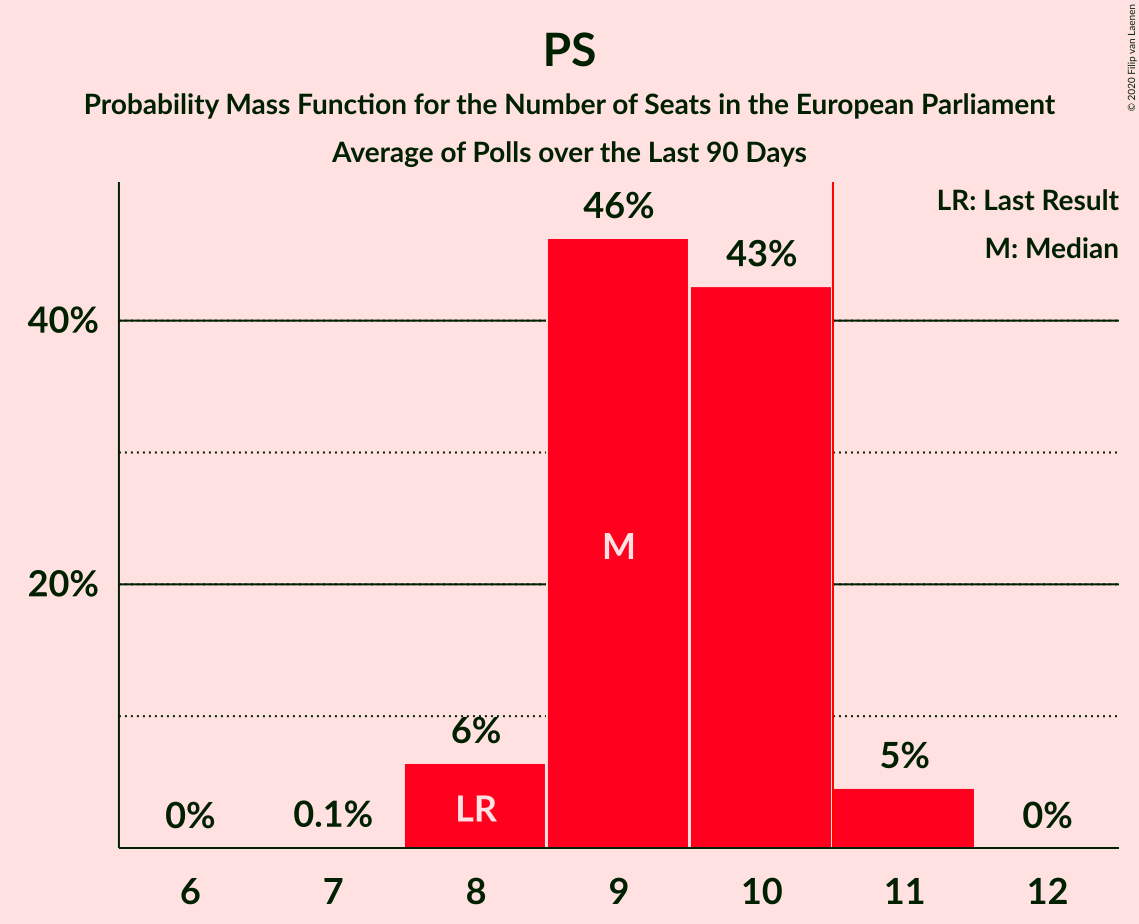 PS
Probability Mass Function for the Number of Seats in the European Parliament
Average of Polls over the Last 90 Days
© 2020 Filip van Laenen
LR: Last Result
M: Median
40%
20%
0%
0.1%
6%
46%
43%
5%
0%
LR
M
6
7
8
9
10
11
12